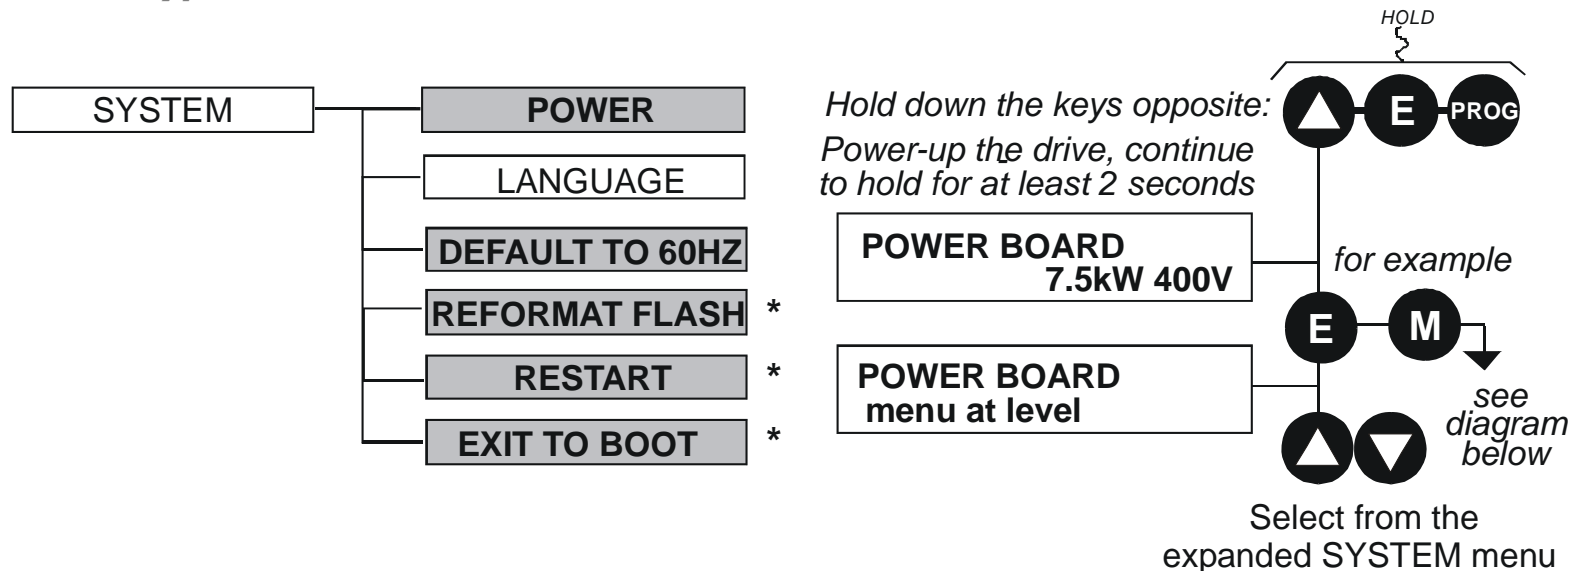 HOLD
SYSTEM
POWER
LANGUAGE
DEFAULT TO 60HZ
REFORMAT FLASH *
RESTART *
EXIT TO BOOT *
Hold down the keys opposite:
Power-up the drive, continue
to hold for at least 2 seconds
E
PROG
POWER BOARD
7.5kW 400V
for example
E
M
POWER BOARD
menu at level
see
diagram
below
Select from the
expanded SYSTEM menu